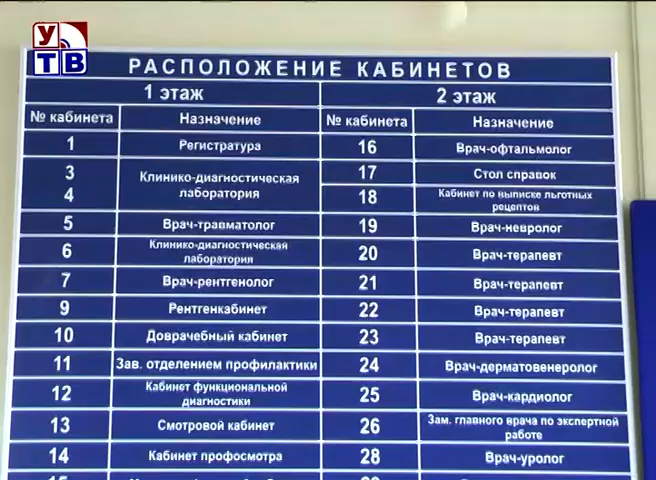 У
ТВ
РАСПОЛОЖЕНИЕ КАБИНЕТОВ
1 этаж 2 этаж
№ кабинета Назначение № кабинета Назначение
1 Регистратура 16 Врач-офтальмолог
3 4 Клинико-диагностическая лаборатория 17 Стол справок
18 Кабинет по выписке льготных рецептов
5 Врач-травматолог 19 Врач-невролог
6 Клинико-диагностическая лаборатория 20 Врач-терапевт
7 Врач-рентгенолог 21 Врач-терапевт
9 Рентгенкабинет 22 Врач-терапевт
10 Доврачебный кабинет 23 Врач-терапевт
11 Зав. отделением профилактики 24 Врач-дерматовенеролог
12 Кабинет функциональной диагностики 25 Врач-кардиолог
13 Смотровой кабинет 26 Зам. главного врача по экспертной работе
14 Кабинет профосмотра 28 Врач-уролог